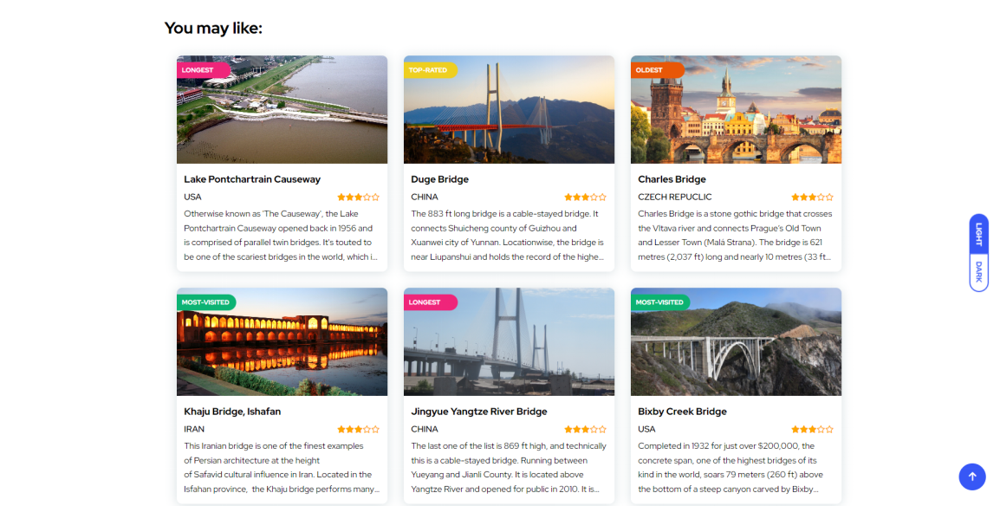 You may like:
LONGEST
Lake Pontchartrain Causeway
USA
Otherwise known as 'The Causeway', the Lake
Pontchartrain Causeway opened back in 1956 and
is comprised of parallel twin bridges. It's touted to
be one of the scariest bridges in the world, which i...
TOP-RATED
Duge Bridge
CHINA
The 883 ft long bridge is a cable-stayed bridge. It
connects Shuicheng county of Guizhou and
Xuanwei city of Yunnan. Locationwise, the bridge is
near Liupanshui and holds the record of the highe...
OLDEST
Charles Bridge
CZECH REPUCLIC
Charles Bridge is a stone gothic bridge that crosses
the Vltava river and connects Prague's Old Town
and Lesser Town (Malá Strana). The bridge is 621
metres (2,037 ft) long and nearly 10 metres (33 ft...
LIGHT
DARK
MOST-VISITED
Khaju Bridge, Ishafan
IRAN
This Iranian bridge is one of the finest examples
of Persian architecture at the height
of Safavid cultural influence in Iran. Located in the
Isfahan province, the Khaju bridge performs many...
LONGEST
Jingyue Yangtze River Bridge
CHINA
The last one of the list is 869 ft high, and technically
this is a cable-stayed bridge. Running between
Yueyang and Jianli County. It is located above
Yangtze River and opened for public in 2010. It is...
MOST-VISITED
Bixby Creek Bridge
USA
Completed in 1932 for just over $200,000, the
concrete span, one of the highest bridges of its
kind in the world, soars 79 meters (260 ft) above
the bottom of a steep canyon carved by Bixby...